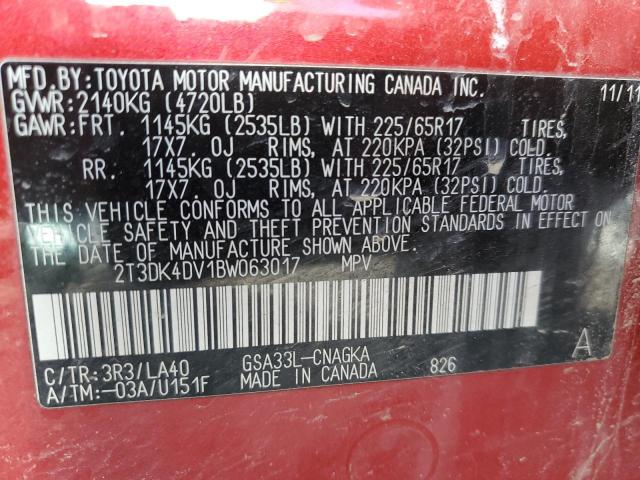 MFD.BY:TOYOTA MOTOR MANUFACTURING CANADA INC. 11/11
GVWR:2140KG (4720LB)
GAWR:FRT. 1145KG (2535LB) WITH 225/65R17 TIRES,
17X7.0J RIMS, AT 220KPA (32PSI) COLD.
RR. 1145KG (2535LB) WITH 225/65R17 TIRES,
17X7.0J RIMS, AT 220KPA (32PSI) COLD.
THIS VEHICLE CONFORMS TO ALL APPLICABLE FEDERAL MOTOR
VEHICLE SAFETY AND THEFT PREVENTION STANDARDS IN EFFECT ON
THE DATE OF MANUFACTURE SHOWN ABOVE.
2T3DK4DV1BW063017 MPV
C/TR:3R3/LA40 GSA33L-CNAGKA A
A/TM:-03A/U151F MADE IN CANADA 826